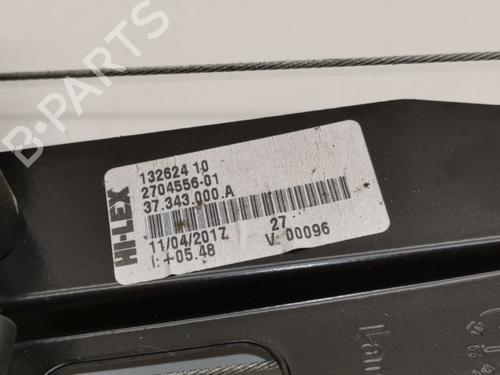 B-PARTS
HI-LEX
132624 10
2704556-01
37.343.000.A
11/04/2017
27
I:+05.48
V: 00096